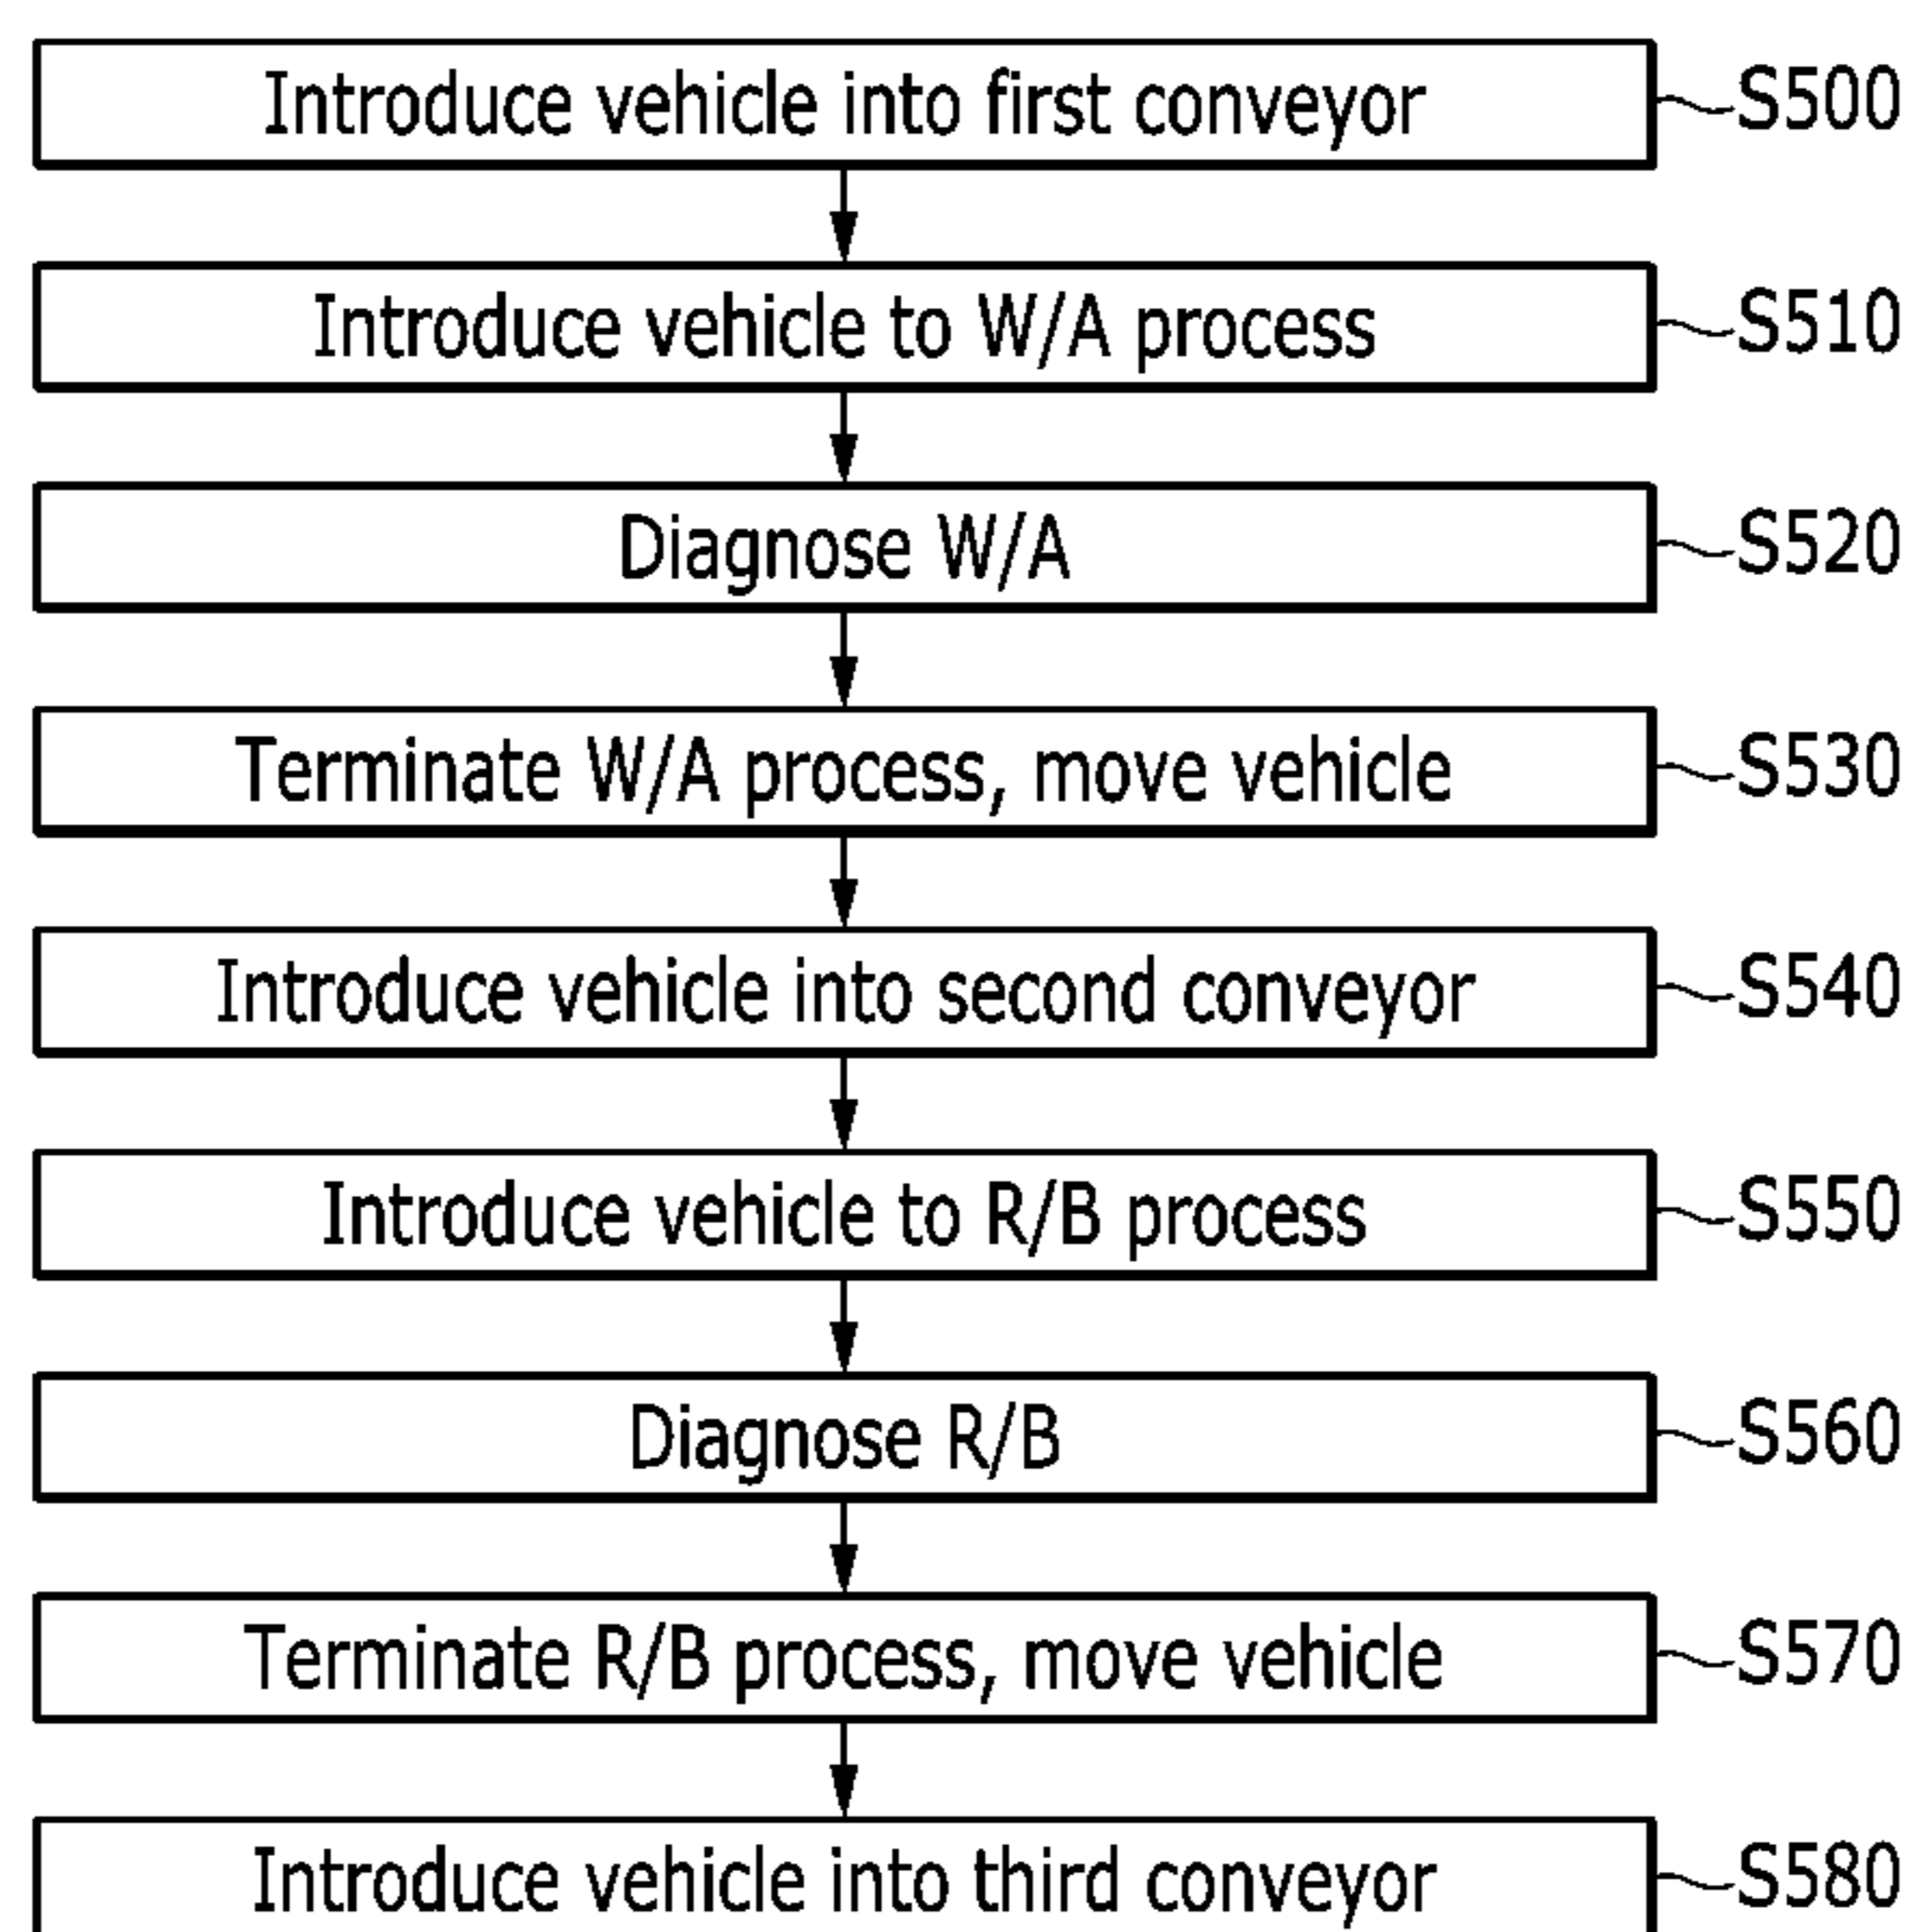 Introduce vehicle into first conveyor S500
Introduce vehicle to W/A process S510
Diagnose W/A S520
Terminate W/A process, move vehicle S530
Introduce vehicle into second conveyor S540
Introduce vehicle to R/B process S550
Diagnose R/B S560
Terminate R/B process, move vehicle S570
Introduce vehicle into third conveyor S580